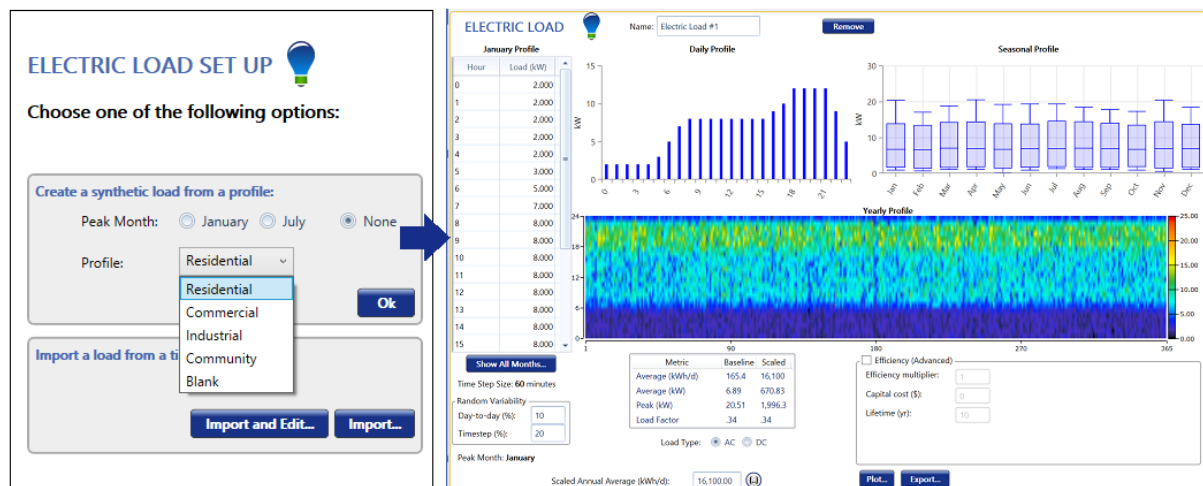 ELECTRIC LOAD SET UP
Choose one of the following options:
Create a synthetic load from a profile:
Peak Month: January July None
Profile: Residential
Residential
Commercial
Industrial
Community
Blank
Ok
Import a load from a ti
Import and Edit... Import...
ELECTRIC LOAD
Name: Electric Load #1
Remove
January Profile
Hour Load (kW)
0 2.000
1 2.000
2 2.000
3 2.000
4 2.000
5 3.000
6 5.000
7 7.000
8 8.000
9 8.000
10 8.000
11 8.000
12 8.000
13 8.000
14 8.000
15 8.000
Show All Months...
Time Step Size: 60 minutes
Random Variability
Day-to-day (%): 10
Timestep (%): 20
Peak Month: January
Daily Profile
15
10
5
0
kW
0 3 6 9 12 15 18 21
Seasonal Profile
30
20
10
0
kW
Jan Feb Mar Apr May Jun Jul Aug Sep Oct Nov Dec
Yearly Profile
24
18
12
6
0
1 90 180 270 365
25.00
20.00
15.00
10.00
5.00
0.00
Metric Baseline Scaled
Average (kWh/d) 165.4 16,100
Average (kW) 6.89 670.83
Peak (kW) 20.51 1,996.3
Load Factor .34 .34
Load Type: AC DC
Scaled Annual Average (kWh/d): 16,100.00
Efficiency (Advanced)
Efficiency multiplier: 1
Capital cost ($): 0
Lifetime (yr): 10
Plot... Export...